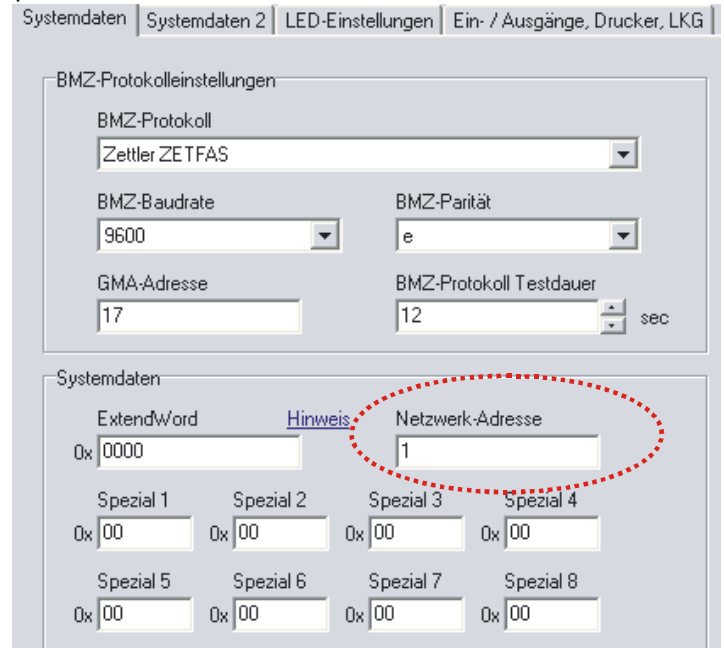 Systemdaten Systemdaten 2 LED-Einstellungen Ein- / Ausgänge, Drucker, LKG
BMZ-Protokolleinstellungen
BMZ-Protokoll
Zettler ZETFAS
BMZ-Baudrate BMZ-Parität
9600 e
GMA-Adresse BMZ-Protokoll Testdauer
17 12 sec
Systemdaten
ExtendWord Hinweis Netzwerk-Adresse
0x 0000 1
Spezial 1 Spezial 2 Spezial 3 Spezial 4
0x 00 0x 00 0x 00 0x 00
Spezial 5 Spezial 6 Spezial 7 Spezial 8
0x 00 0x 00 0x 00 0x 00